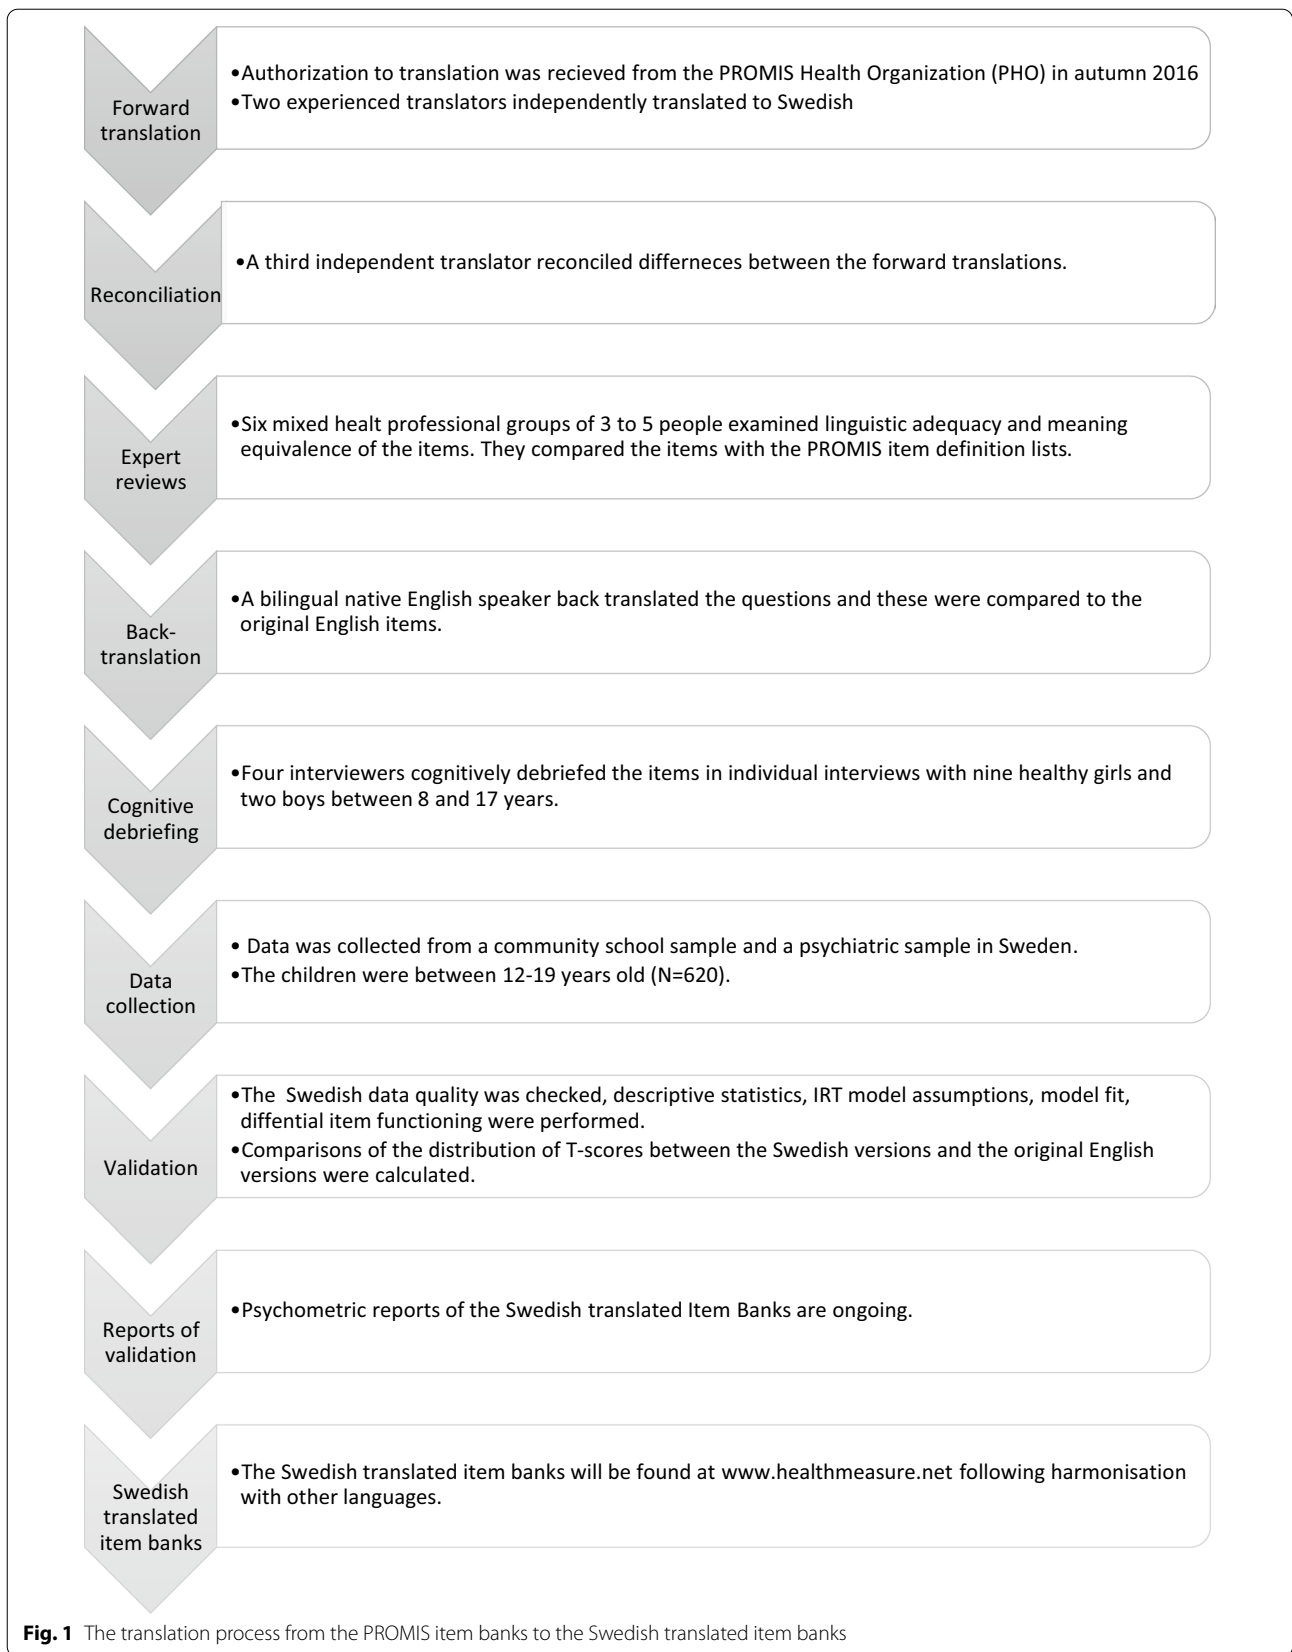 Forward
translation
•Authorization to translation was recieved from the PROMIS Health Organization (PHO) in autumn 2016
•Two experienced translators independently translated to Swedish
Reconciliation
•A third independent translator reconciled differneces between the forward translations.
Expert
reviews
•Six mixed healt professional groups of 3 to 5 people examined linguistic adequacy and meaning
equivalence of the items. They compared the items with the PROMIS item definition lists.
Back-
translation
•A bilingual native English speaker back translated the questions and these were compared to the
original English items.
Cognitive
debriefing
•Four interviewers cognitively debriefed the items in individual interviews with nine healthy girls and
two boys between 8 and 17 years.
Data
collection
• Data was collected from a community school sample and a psychiatric sample in Sweden.
•The children were between 12-19 years old (N=620).
Validation
•The Swedish data quality was checked, descriptive statistics, IRT model assumptions, model fit,
diffential item functioning were performed.
•Comparisons of the distribution of T-scores between the Swedish versions and the original English
versions were calculated.
Reports of
validation
•Psychometric reports of the Swedish translated Item Banks are ongoing.
Swedish
translated
item banks
•The Swedish translated item banks will be found at www.healthmeasure.net following harmonisation
with other languages.
Fig. 1 The translation process from the PROMIS item banks to the Swedish translated item banks